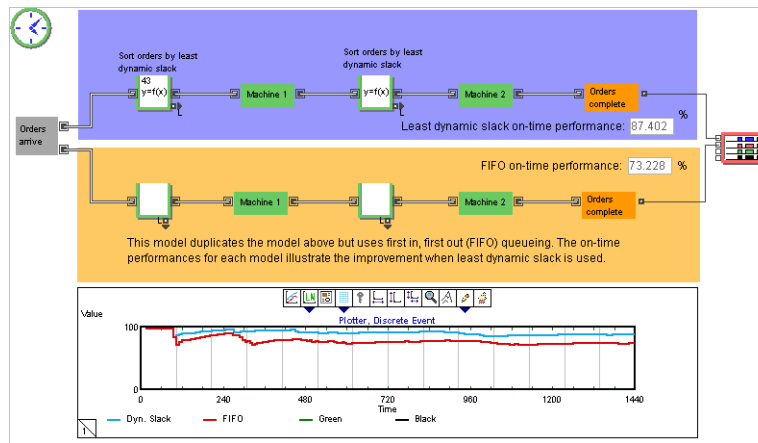 Sort orders by least
dynamic slack
Sort orders by least
dynamic slack
43
y=f(x)
Machine 1
y=f(x)
Machine 2
Orders
complete
L
L
%
Least dynamic slack on-time performance: 87.402
Orders
arrive
FIFO on-time performance: 73.228 %
Machine 1
Machine 2
Orders
complete
L
L
This model duplicates the model above but uses first in, first out (FIFO) queueing. The on-time
performances for each model illustrate the improvement when least dynamic slack is used.
Value
Plotter, Discrete Event
100
0
0
240
480
720
960
1200
1440
Time
Dyn. Slack
FIFO
Green
Black
1